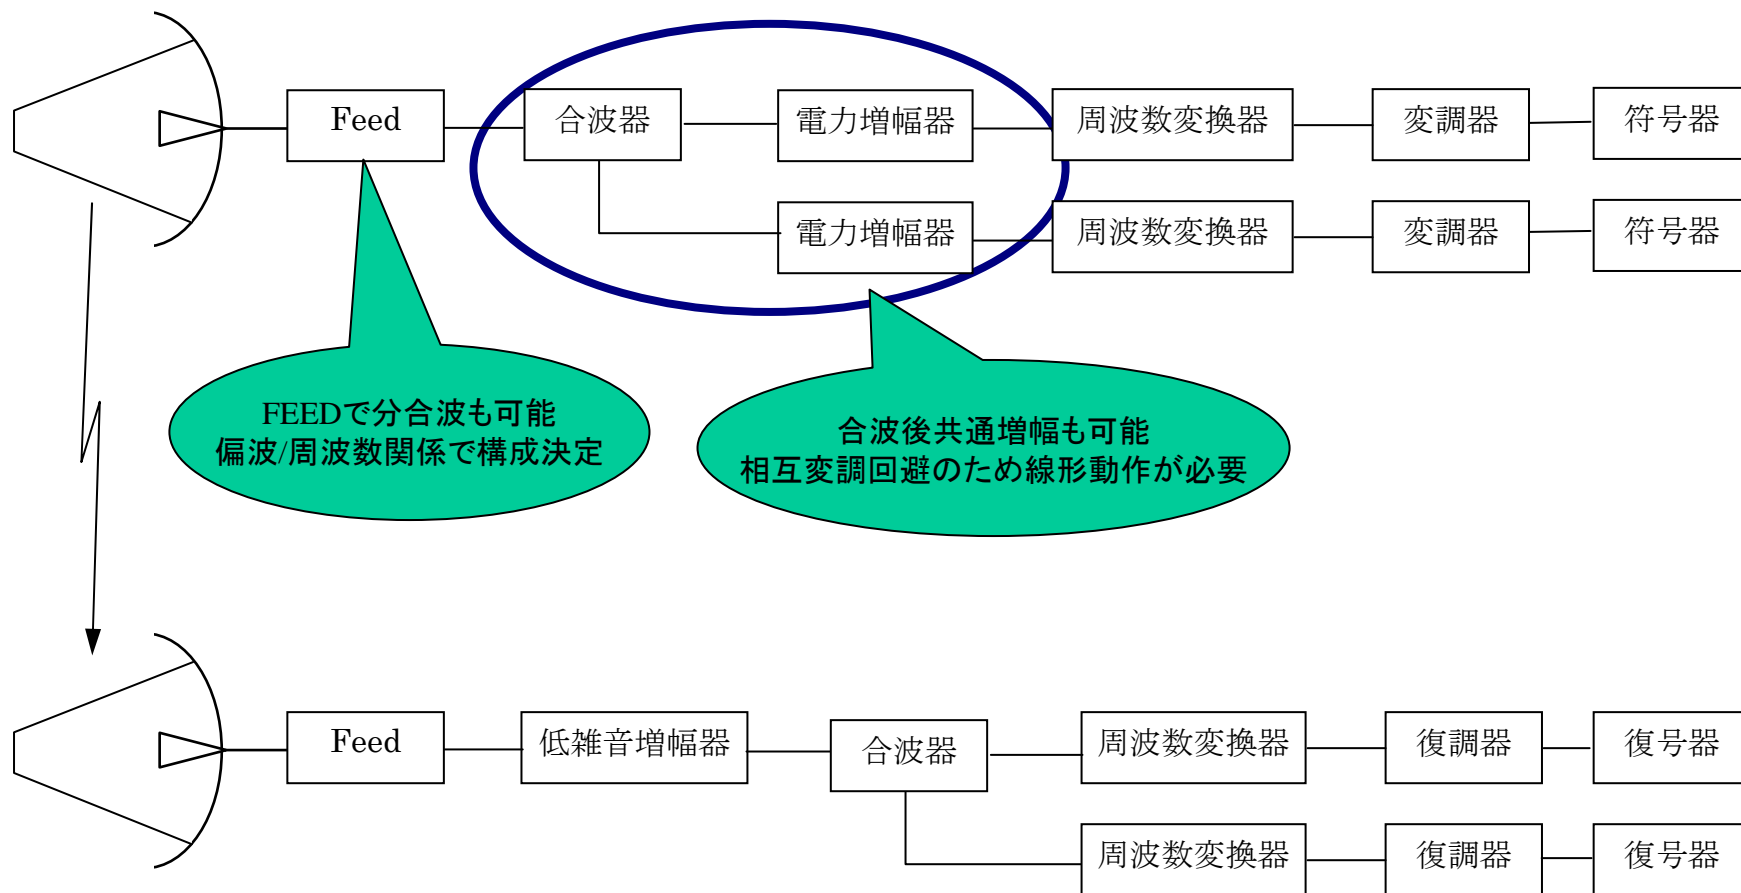 Feed
合波器
電力増幅器
周波数変換器
変調器
符号器
電力増幅器
周波数変換器
変調器
符号器
FEEDで分合波も可能
偏波/周波数関係で構成決定
合波後共通増幅も可能
相互変調回避のため線形動作が必要
Feed
低雑音増幅器
合波器
周波数変換器
復調器
復号器
周波数変換器
復調器
復号器